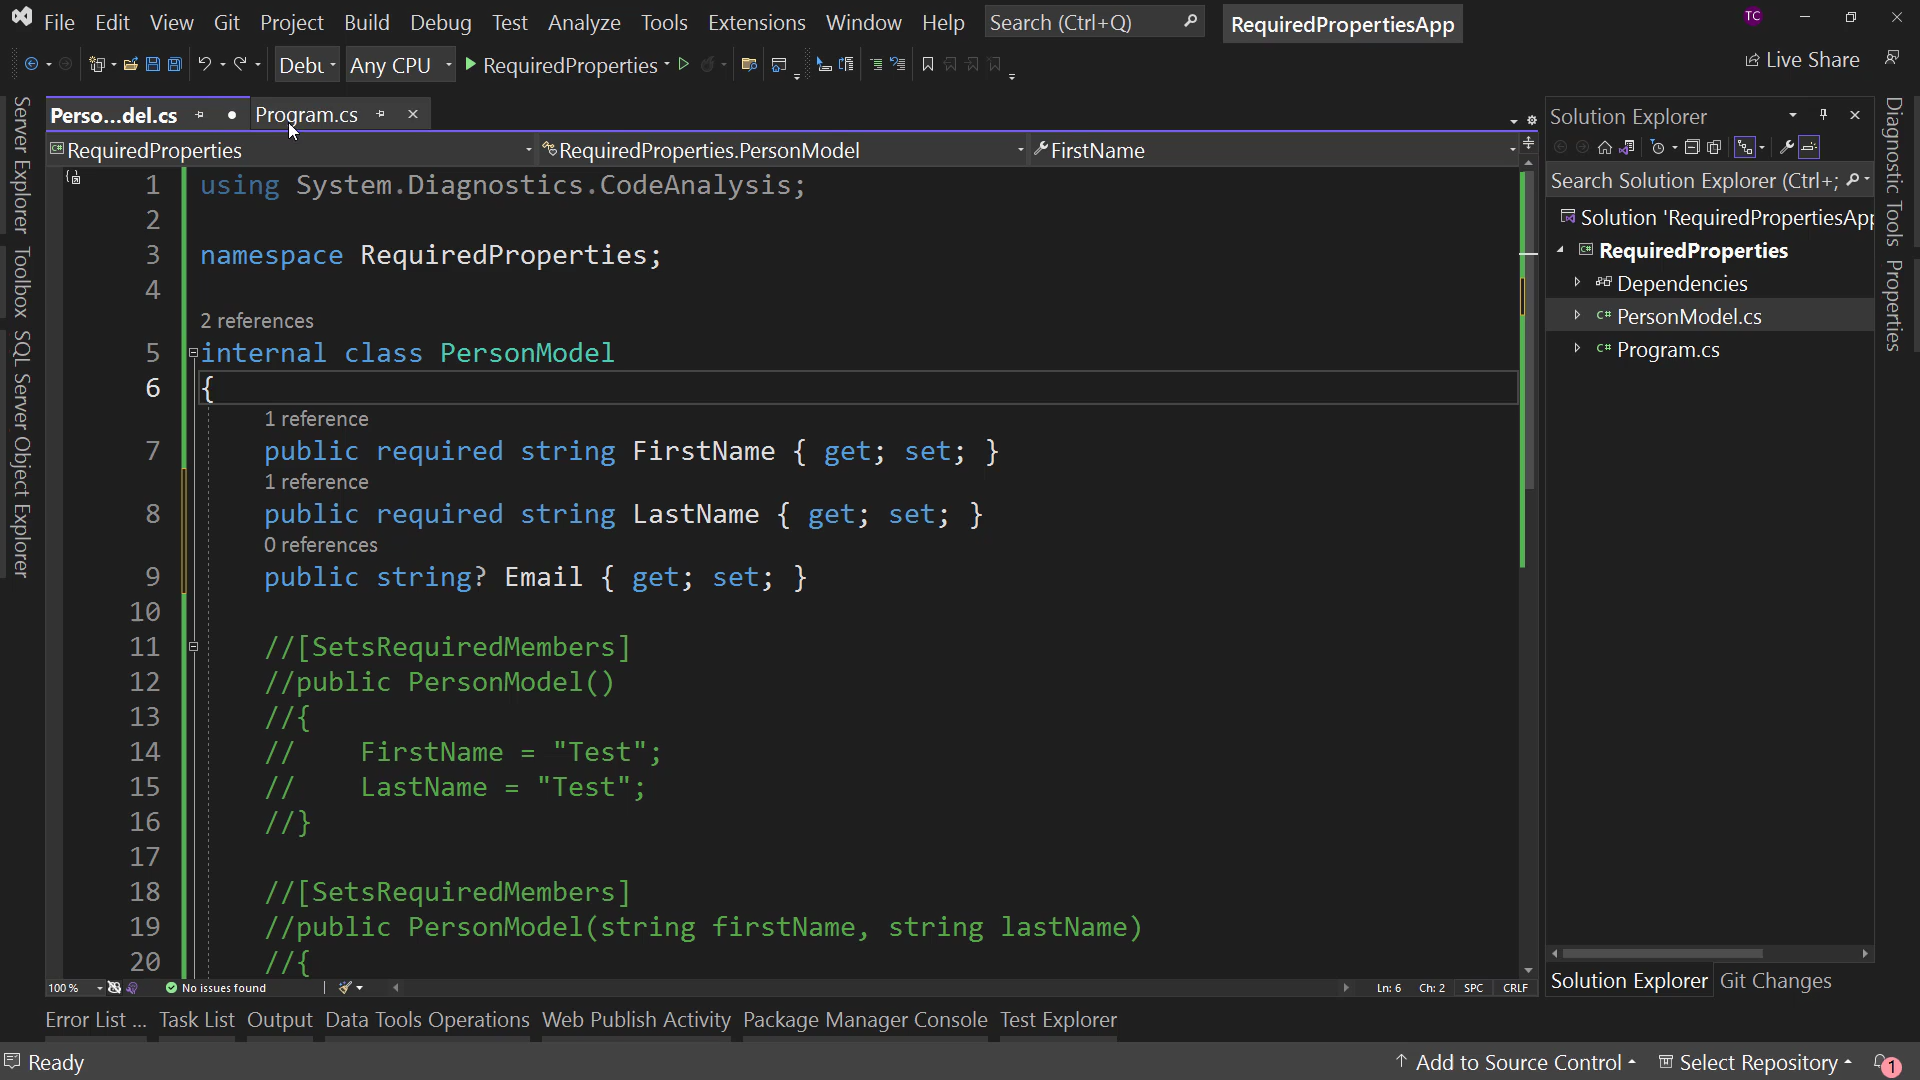 File Edit View Git Project Build Debug Test Analyze Tools Extensions Window Help Search (Ctrl+Q) RequiredPropertiesApp TC
Debu Any CPU RequiredProperties Live Share
Perso...del.cs Program.cs
RequiredProperties RequiredProperties.PersonModel FirstName
1 using System.Diagnostics.CodeAnalysis;
2
3 namespace RequiredProperties;
4
2 references
5 internal class PersonModel
6 {
1 reference
7 public required string FirstName { get; set; }
1 reference
8 public required string LastName { get; set; }
0 references
9 public string? Email { get; set; }
10
11 //[SetsRequiredMembers]
12 //public PersonModel()
13 //{
14 // FirstName = "Test";
15 // LastName = "Test";
16 //}
17
18 //[SetsRequiredMembers]
19 //public PersonModel(string firstName, string lastName)
20 //{
100 % No issues found Ln: 6 Ch: 2 SPC CRLF
Server Explorer
Toolbox
SQL Server Object Explorer
Solution Explorer
Search Solution Explorer (Ctrl+;
Solution 'RequiredPropertiesApp
RequiredProperties
Dependencies
C# PersonModel.cs
C# Program.cs
Solution Explorer Git Changes
Diagnostic Tools
Properties
Error List ... Task List Output Data Tools Operations Web Publish Activity Package Manager Console Test Explorer
Ready Add to Source Control Select Repository 1